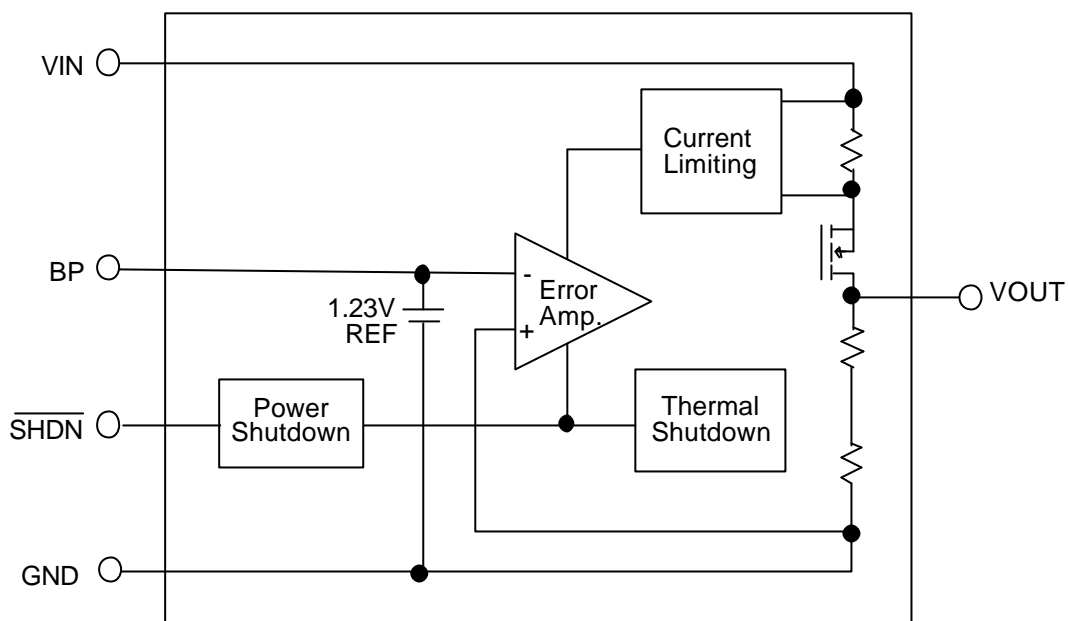 VIN
Current
Limiting
BP
-
Error
Amp.
+
1.23V
REF
VOUT
SHDN
Power
Shutdown
Thermal
Shutdown
GND